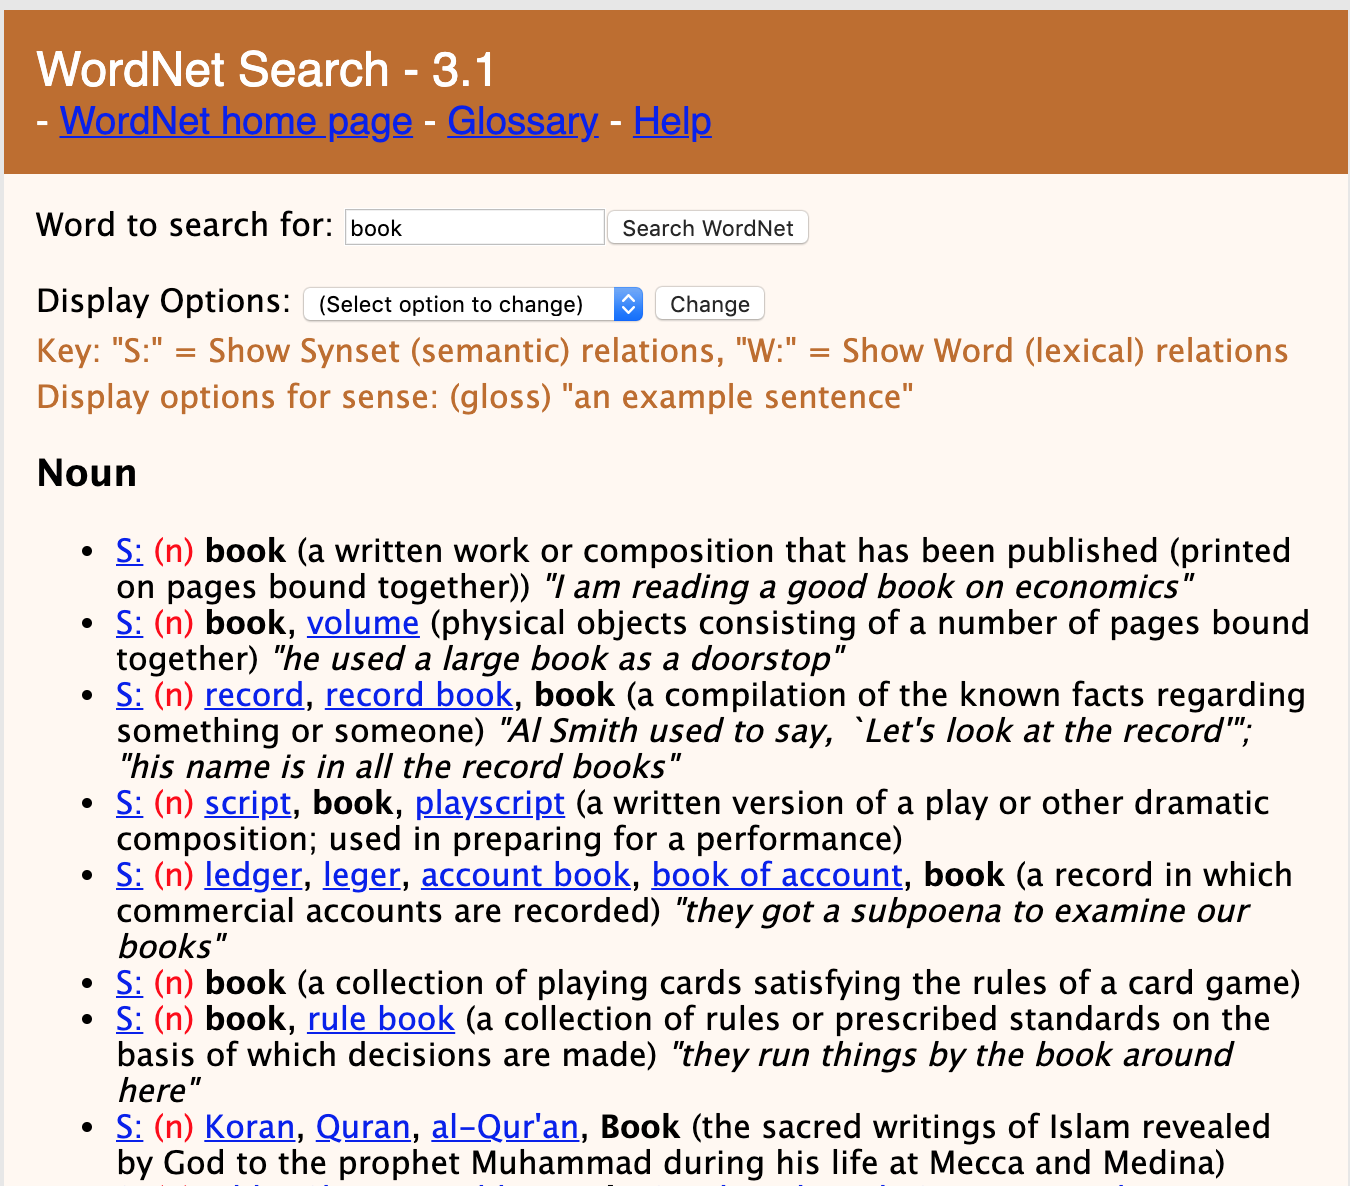 WordNet Search - 3.1
- WordNet home page - Glossary - Help
Word to search for: book Search WordNet
Display Options: (Select option to change) Change
Key: "S:" = Show Synset (semantic) relations, "W:" = Show Word (lexical) relations
Display options for sense: (gloss) "an example sentence"
Noun
• S: (n) book (a written work or composition that has been published (printed
on pages bound together)) "I am reading a good book on economics"
• S: (n) book, volume (physical objects consisting of a number of pages bound
together) "he used a large book as a doorstop"
• S: (n) record, record book, book (a compilation of the known facts regarding
something or someone) "Al Smith used to say, `Let's look at the record'";
"his name is in all the record books"
• S: (n) script, book, playscript (a written version of a play or other dramatic
composition; used in preparing for a performance)
• S: (n) ledger, leger, account book, book of account, book (a record in which
commercial accounts are recorded) "they got a subpoena to examine our
books"
• S: (n) book (a collection of playing cards satisfying the rules of a card game)
• S: (n) book, rule book (a collection of rules or prescribed standards on the
basis of which decisions are made) "they run things by the book around
here"
• S: (n) Koran, Quran, al-Qur'an, Book (the sacred writings of Islam revealed
by God to the prophet Muhammad during his life at Mecca and Medina)